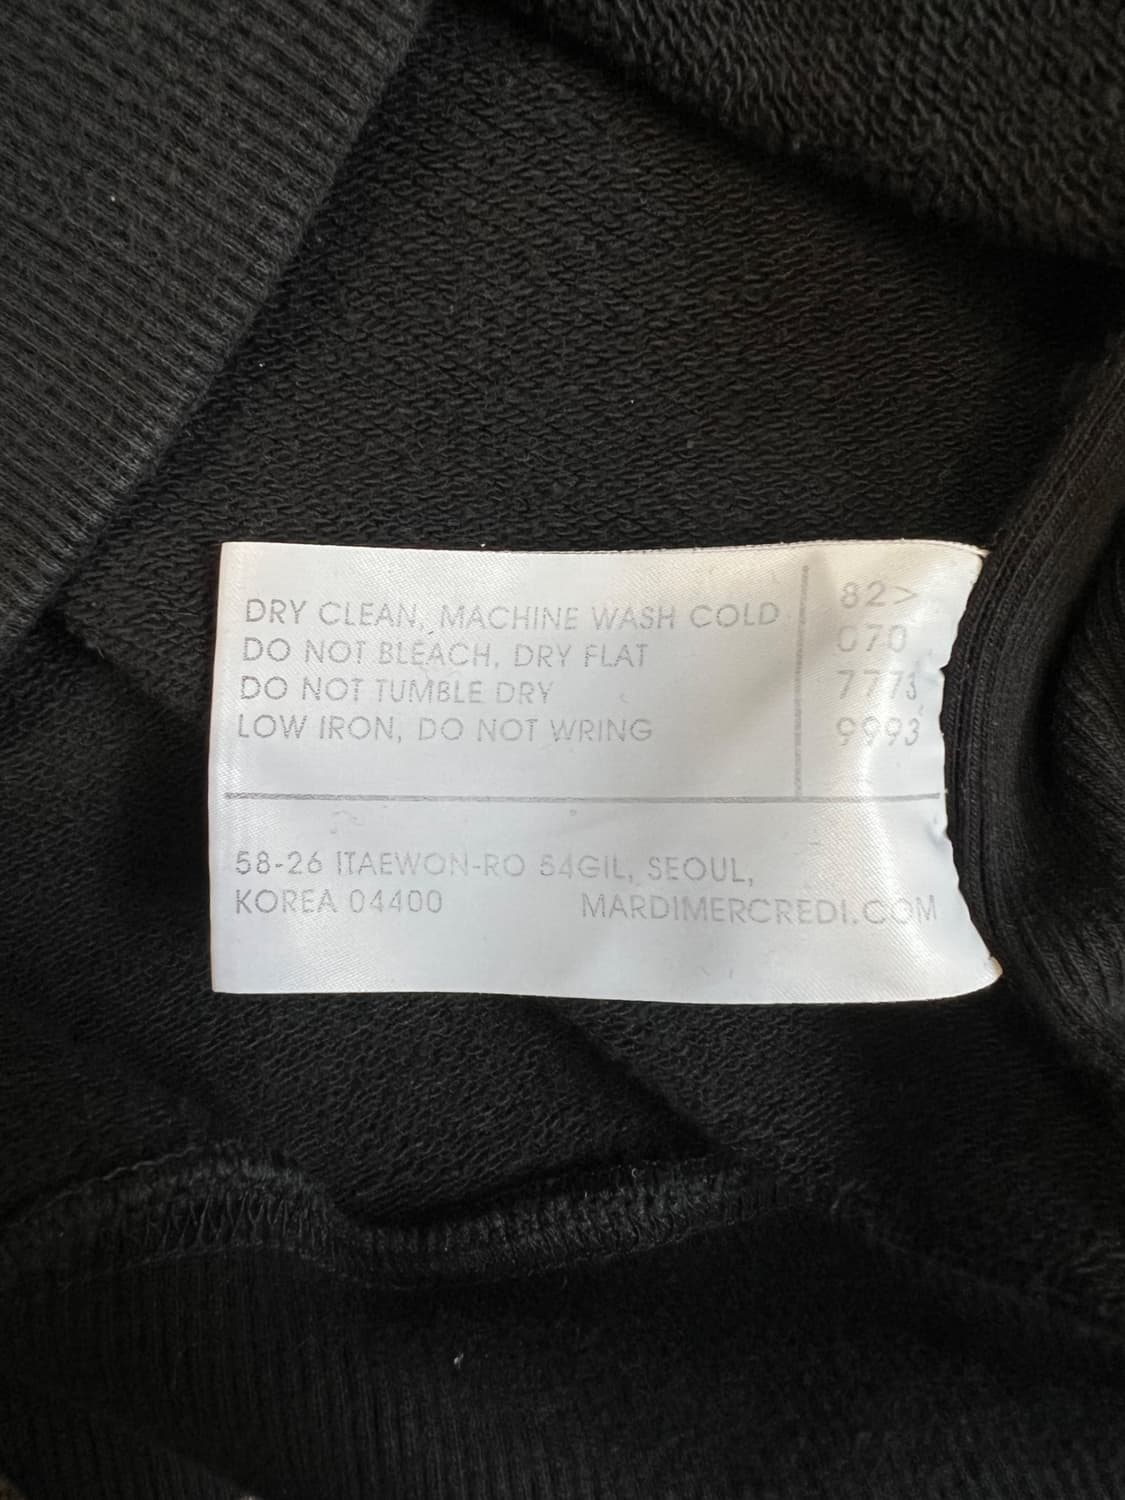 DRY CLEAN, MACHINE WASH COLD
DO NOT BLEACH, DRY FLAT
DO NOT TUMBLE DRY
LOW IRON, DO NOT WRING
82>
070
7773
9993
58-26 ITAEWON-RO 54GIL, SEOUL,
KOREA 04400 MARDIMERCREDI.COM